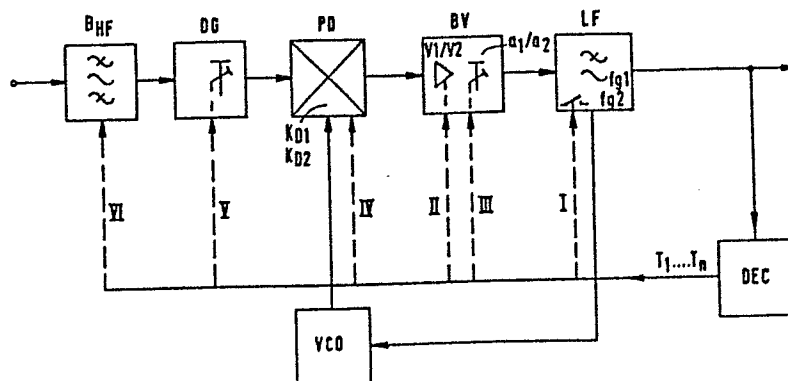 B_HF
DG
PD
BV
LF
V1/V2
a1/a2
fg1
fg2
K_D1
K_D2
VI
V
IV
II
III
I
T1....Tn
DEC
VCO